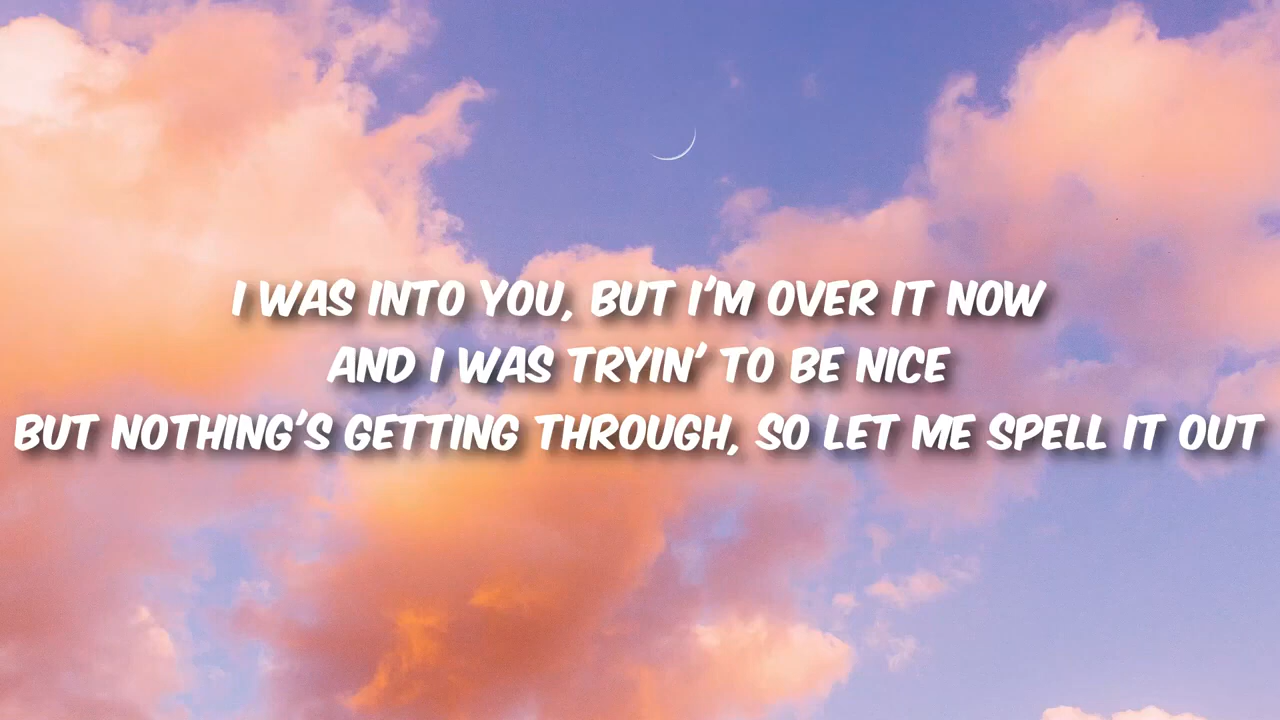 I WAS INTO YOU, BUT I'M OVER IT NOW
AND I WAS TRYIN' TO BE NICE
BUT NOTHING'S GETTING THROUGH, SO LET ME SPELL IT OUT